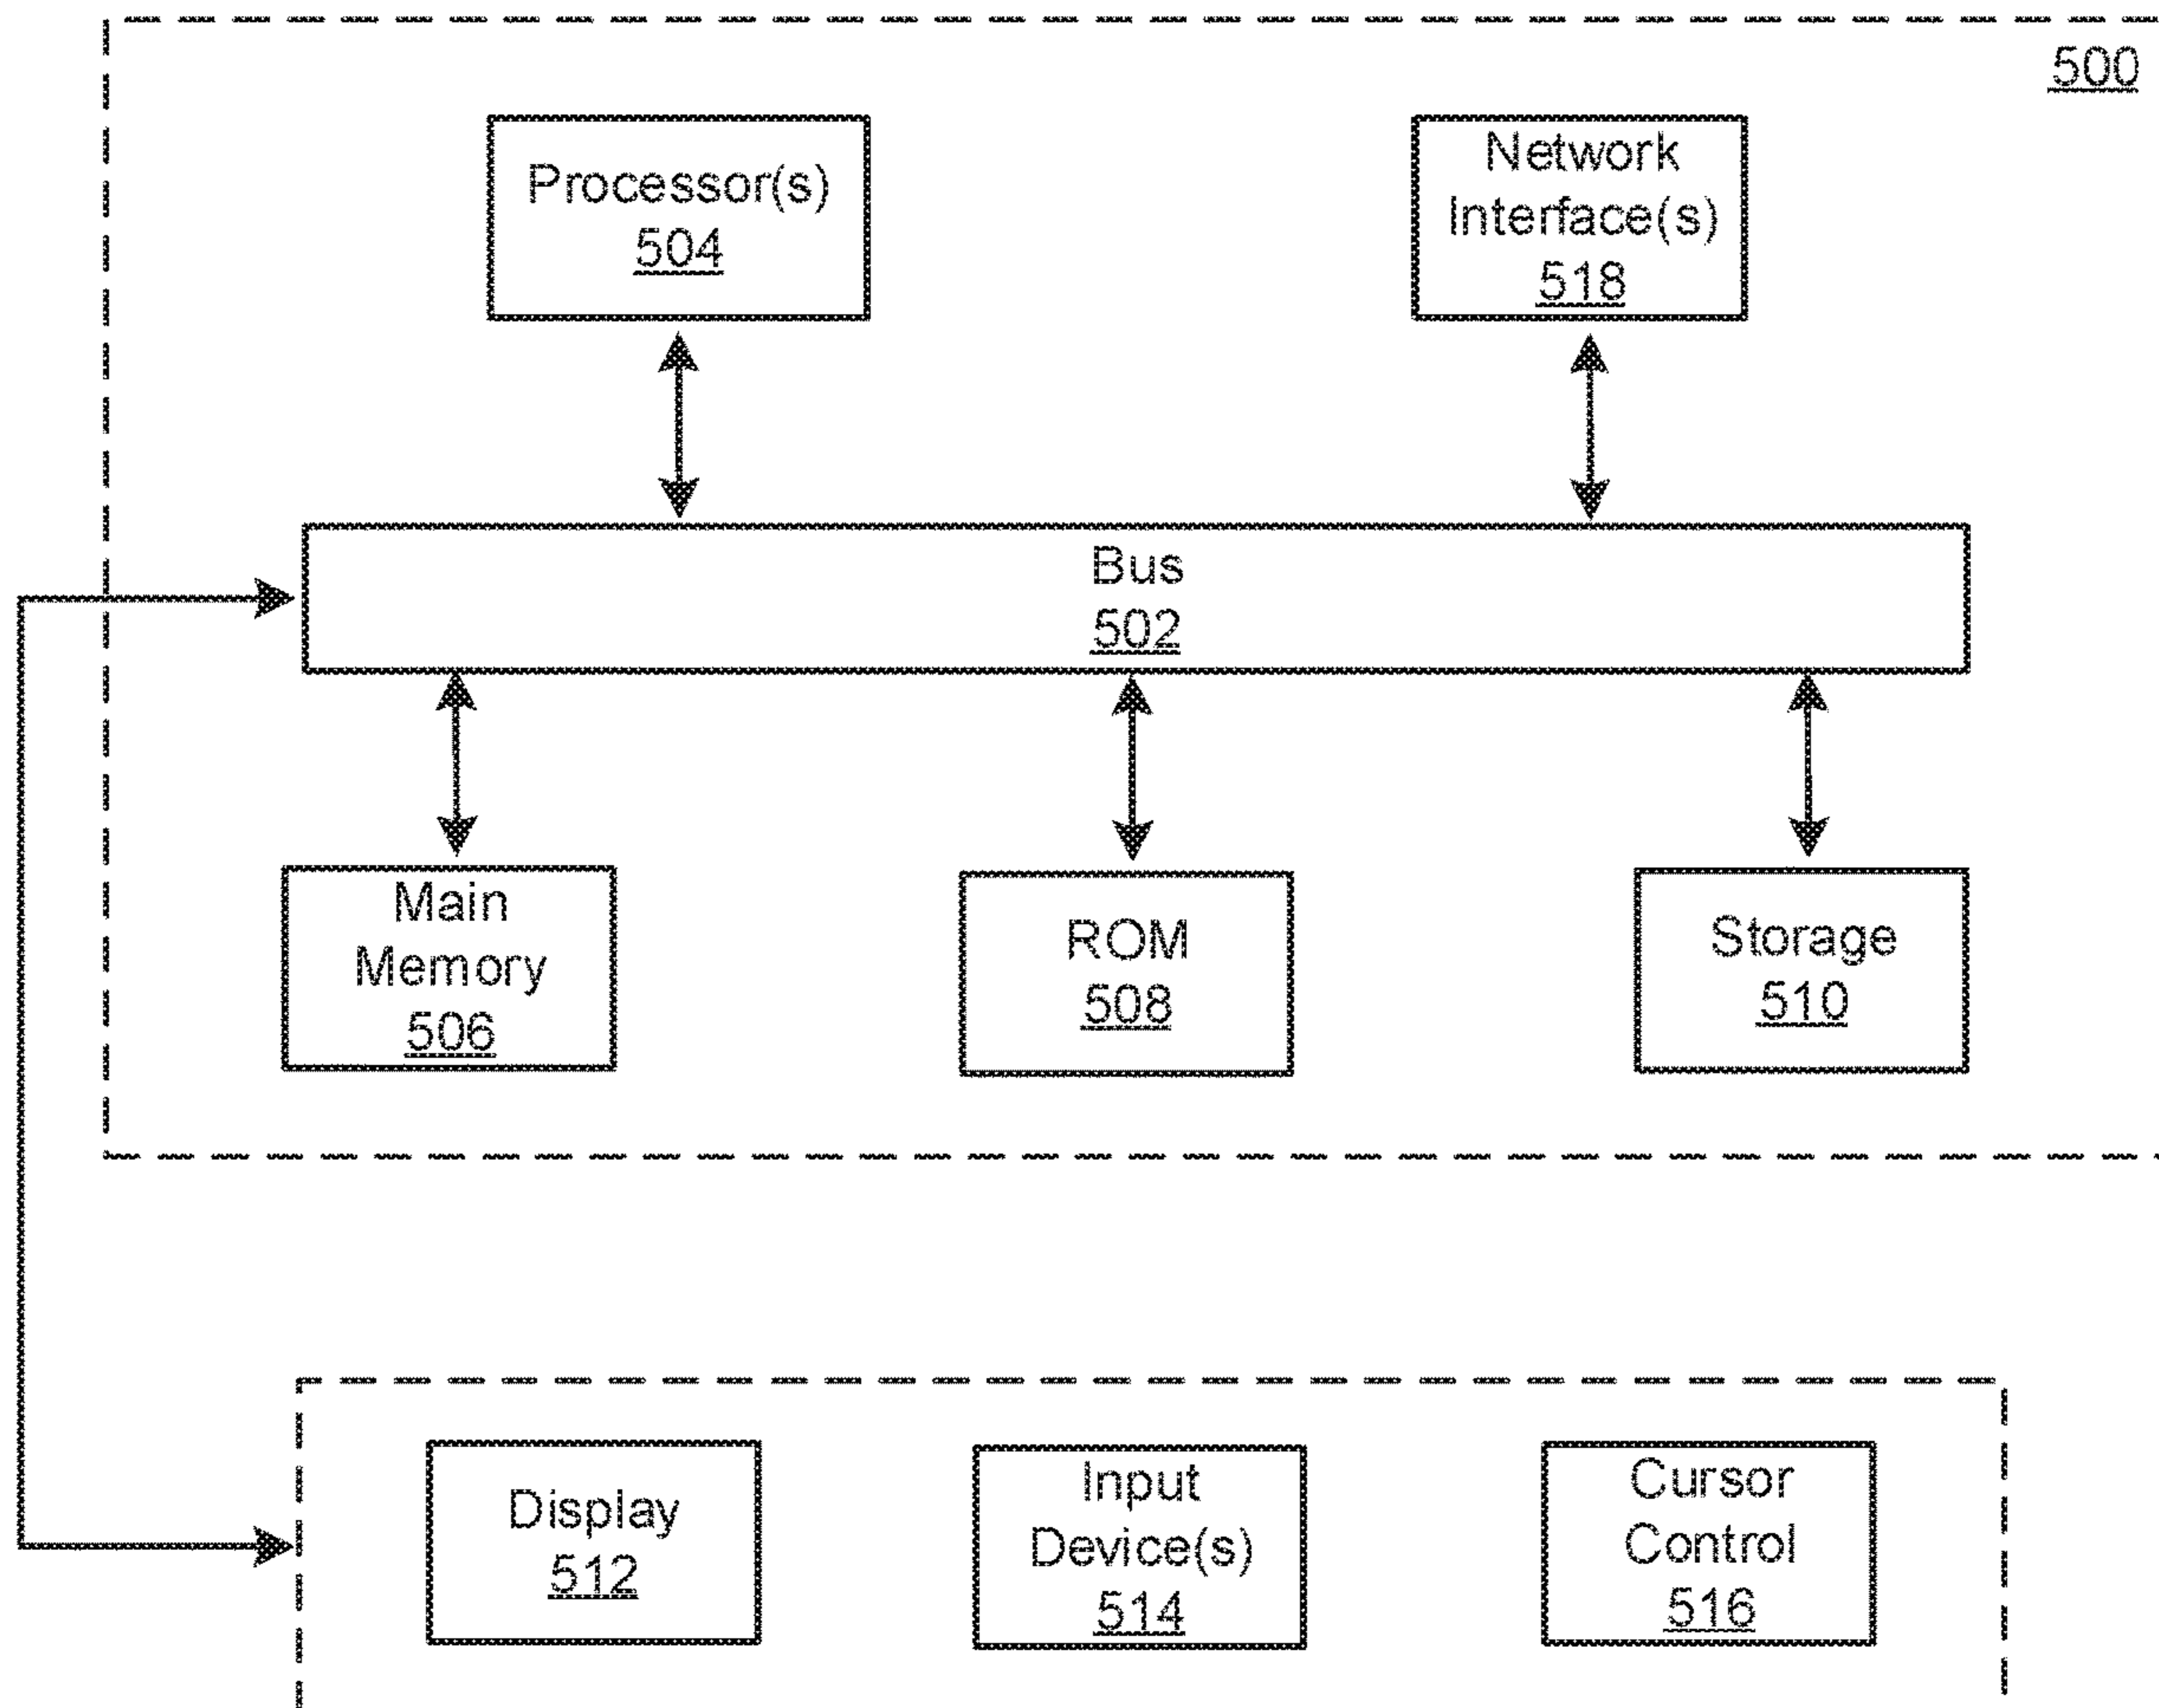 500
Processor(s)
504
Network
Interface(s)
518
Bus
502
Main
Memory
506
ROM
508
Storage
510
Display
512
Input
Device(s)
514
Cursor
Control
516